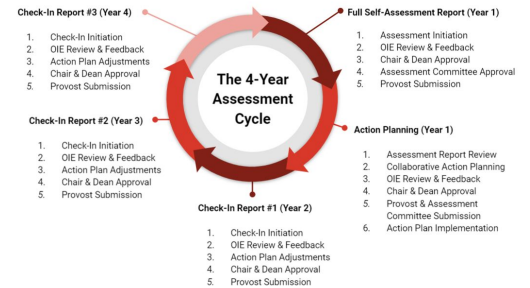 Check-In Report #3 (Year 4)
1. Check-In Initiation
2. OIE Review & Feedback
3. Action Plan Adjustments
4. Chair & Dean Approval
5. Provost Submission
Full Self-Assessment Report (Year 1)
1. Assessment Initiation
2. OIE Review & Feedback
3. Chair & Dean Approval
4. Assessment Committee Approval
5. Provost Submission
The 4-Year
Assessment
Cycle
Check-In Report #2 (Year 3)
1. Check-In Initiation
2. OIE Review & Feedback
3. Action Plan Adjustments
4. Chair & Dean Approval
5. Provost Submission
Action Planning (Year 1)
1. Assessment Report Review
2. Collaborative Action Planning
3. OIE Review & Feedback
4. Chair & Dean Approval
5. Provost & Assessment
Committee Submission
6. Action Plan Implementation
Check-In Report #1 (Year 2)
1. Check-In Initiation
2. OIE Review & Feedback
3. Action Plan Adjustments
4. Chair & Dean Approval
5. Provost Submission